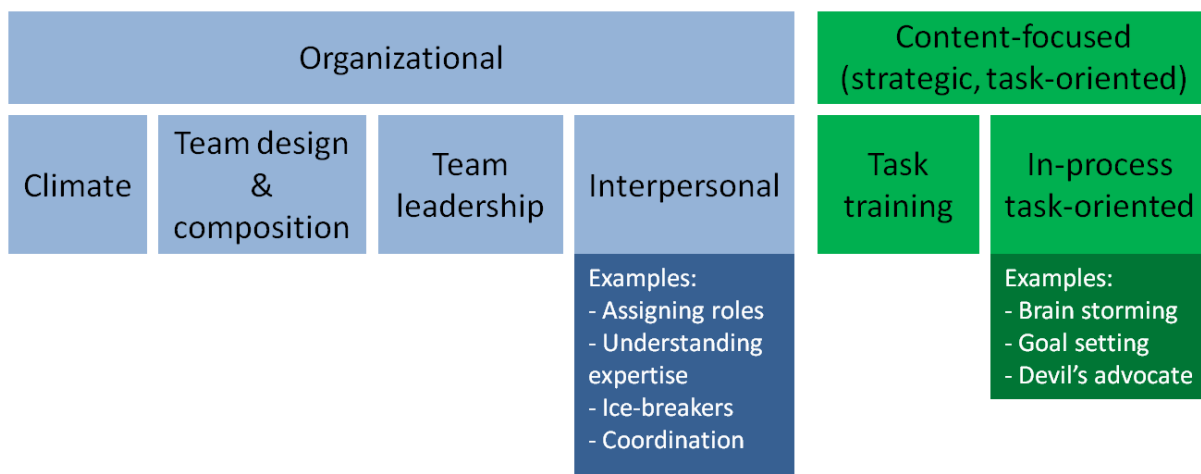 Organizational
Content-focused
(strategic, task-oriented)
Climate
Team design
&
composition
Team
leadership
Interpersonal
Task
training
In-process
task-oriented
Examples:
- Assigning roles
- Understanding
expertise
- Ice-breakers
- Coordination
Examples:
- Brain storming
- Goal setting
- Devil’s advocate